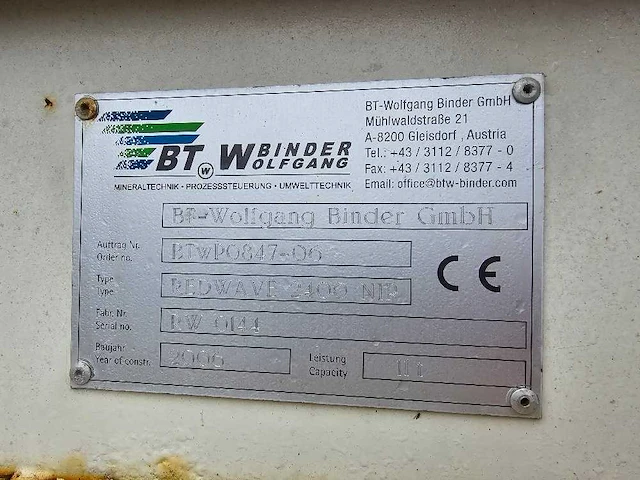 BT W BINDER WOLFGANG
MINERALTECHNIK · PROZESSSTEUERUNG · UMWELTTECHNIK
BT-Wolfgang Binder GmbH
Mühlwaldstraße 21
A-8200 Gleisdorf , Austria
Tel.: +43 / 3112 / 8377 - 0
Fax: +43 / 3112 / 8377 - 4
Email: office@btw-binder.com
BT-Wolfgang Binder GmbH
Auftrag Nr.
Order no. BTwP0847-06
Type
Type REDWAVE 2400 NIR
CE
Fabr. Nr
Serial no. RW 0144
Baujahr
Year of constr. 2006
Leistung
Capacity